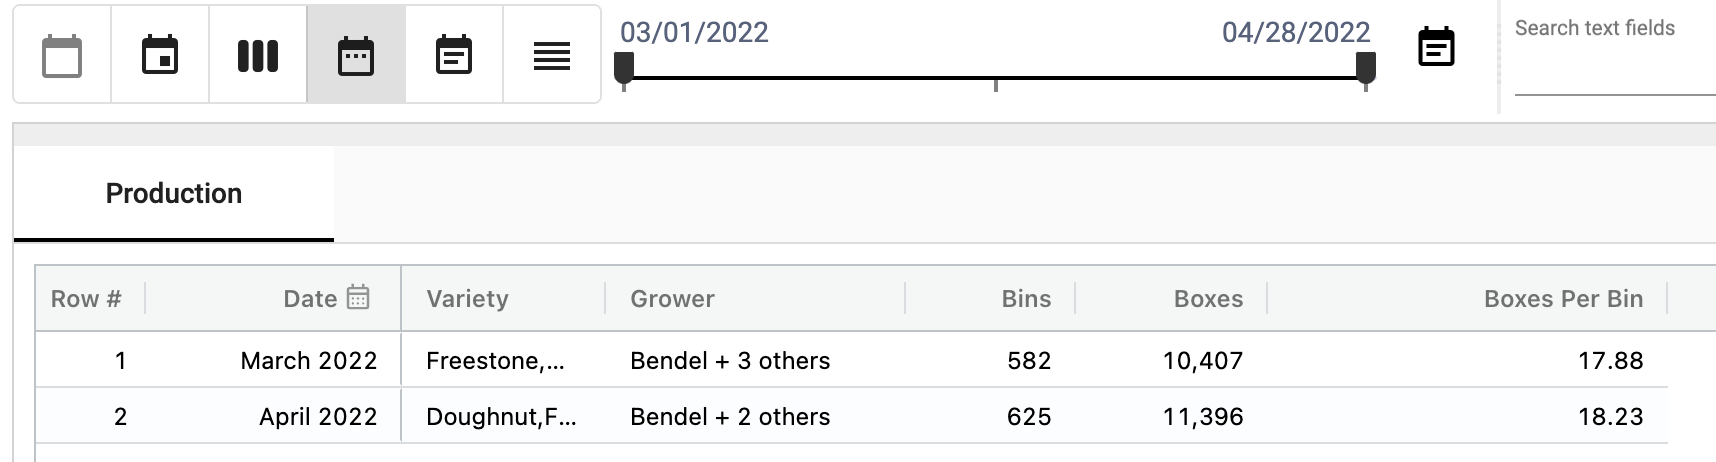 03/01/2022 04/28/2022
Search text fields
Production
Row # Date Variety Grower Bins Boxes Boxes Per Bin
1 March 2022 Freestone,... Bendel + 3 others 582 10,407 17.88
2 April 2022 Doughnut,F... Bendel + 2 others 625 11,396 18.23